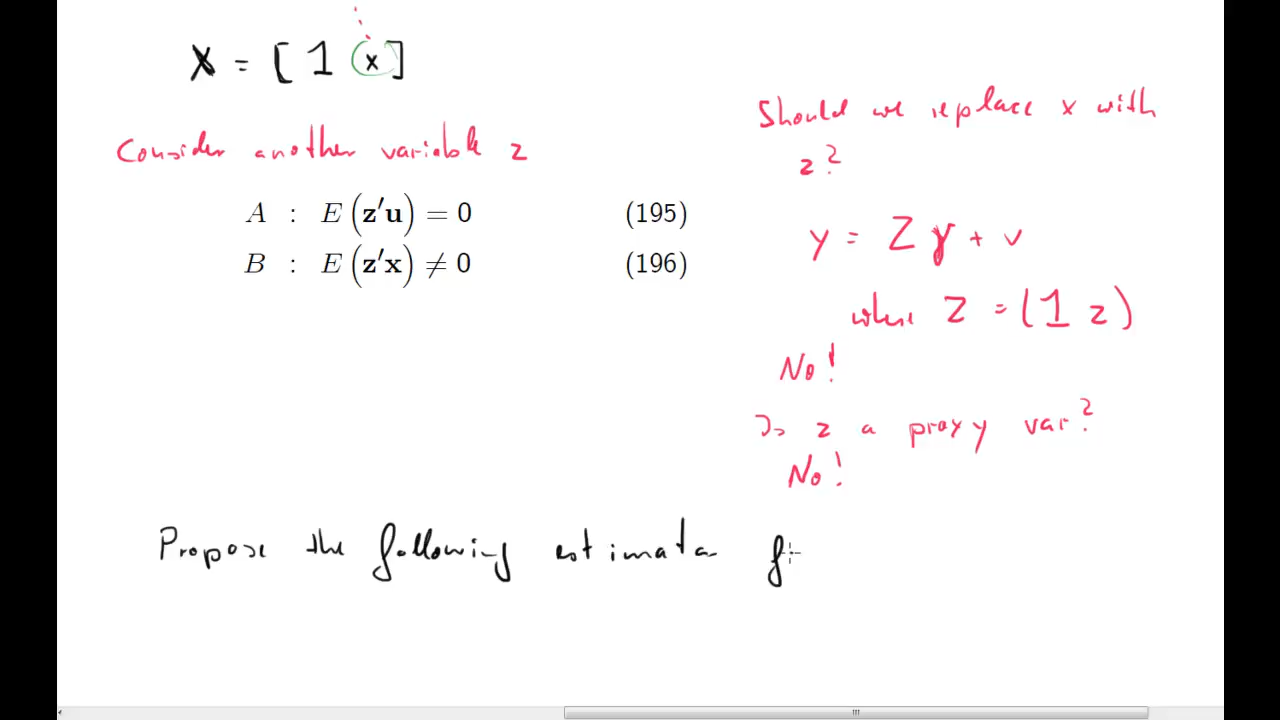 X = [ 1 x ]
Consider another variable z
A : E(z′u) = 0 (195)
B : E(z′x) ≠ 0 (196)
Should we replace x with
z?
y = Z γ + v
where Z = (1 z)
No!
Is z a proxy var?
No!
Propose the following estimator f